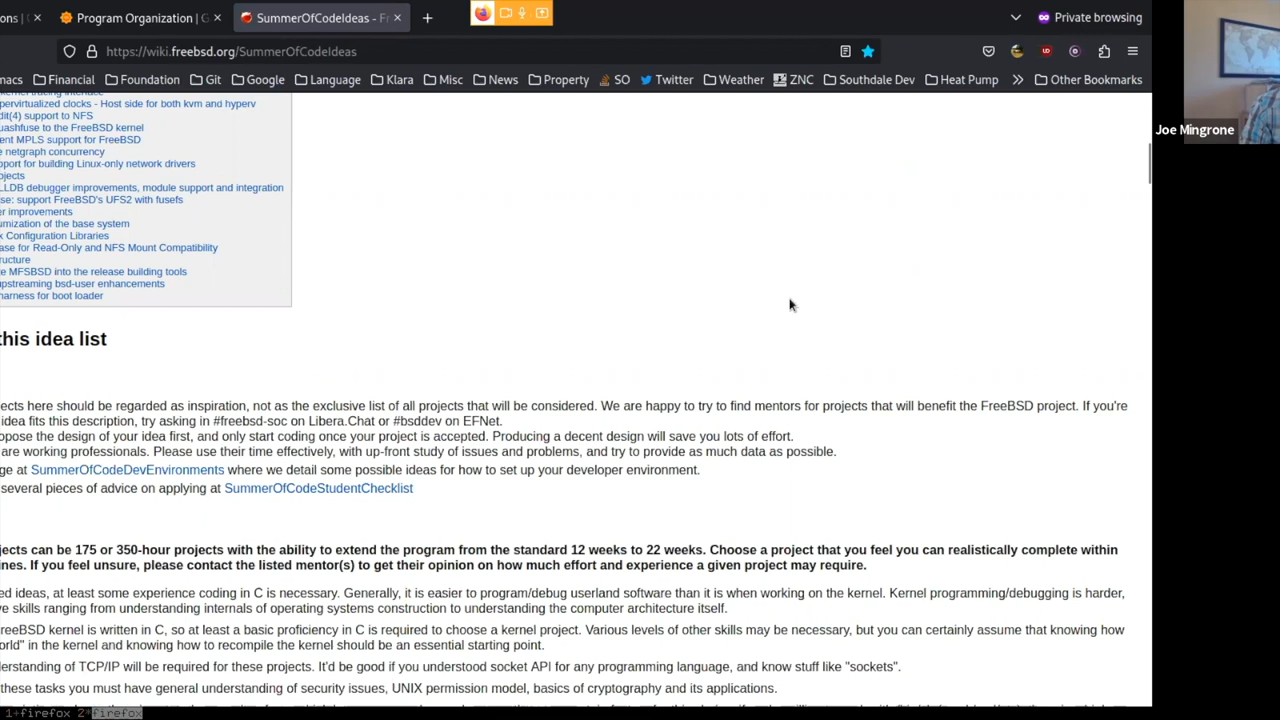 ons | G
Program Organization | G
SummerOfCodeIdeas - Fr
Private browsing
https://wiki.freebsd.org/SummerOfCodeIdeas
macs
Financial
Foundation
Git
Google
Language
Klara
Misc
News
Property
SO
Twitter
Weather
ZNC
Southdale Dev
Heat Pump
Other Bookmarks
kernel tracing interface
pervirtualized clocks - Host side for both kvm and hyperv
dit(4) support to NFS
uashfuse to the FreeBSD kernel
ent MPLS support for FreeBSD
e netgraph concurrency
pport for building Linux-only network drivers
ojects
LLDB debugger improvements, module support and integration
se: support FreeBSD's UFS2 with fusefs
er improvements
umization of the base system
x Configuration Libraries
ase for Read-Only and NFS Mount Compatibility
ructure
te MFSBSD into the release building tools
upstreaming bsd-user enhancements
harness for boot loader
this idea list
ects here should be regarded as inspiration, not as the exclusive list of all projects that will be considered. We are happy to try to find mentors for projects that will benefit the FreeBSD project. If you're
idea fits this description, try asking in #freebsd-soc on Libera.Chat or #bsddev on EFNet.
opose the design of your idea first, and only start coding once your project is accepted. Producing a decent design will save you lots of effort.
are working professionals. Please use their time effectively, with up-front study of issues and problems, and try to provide as much data as possible.
ge at SummerOfCodeDevEnvironments where we detail some possible ideas for how to set up your developer environment.
several pieces of advice on applying at SummerOfCodeStudentChecklist
jects can be 175 or 350-hour projects with the ability to extend the program from the standard 12 weeks to 22 weeks. Choose a project that you feel you can realistically complete within
ines. If you feel unsure, please contact the listed mentor(s) to get their opinion on how much effort and experience a given project may require.
ed ideas, at least some experience coding in C is necessary. Generally, it is easier to program/debug userland software than it is when working on the kernel. Kernel programming/debugging is harder,
ve skills ranging from understanding internals of operating systems construction to understanding the computer architecture itself.
reeBSD kernel is written in C, so at least a basic proficiency in C is required to choose a kernel project. Various levels of other skills may be necessary, but you can certainly assume that knowing how
orld" in the kernel and knowing how to recompile the kernel should be an essential starting point.
derstanding of TCP/IP will be required for these projects. It'd be good if you understood socket API for any programming language, and know stuff like "sockets".
these tasks you must have general understanding of security issues, UNIX permission model, basics of cryptography and its applications.
1+firefox 2*firefox
Joe Mingrone